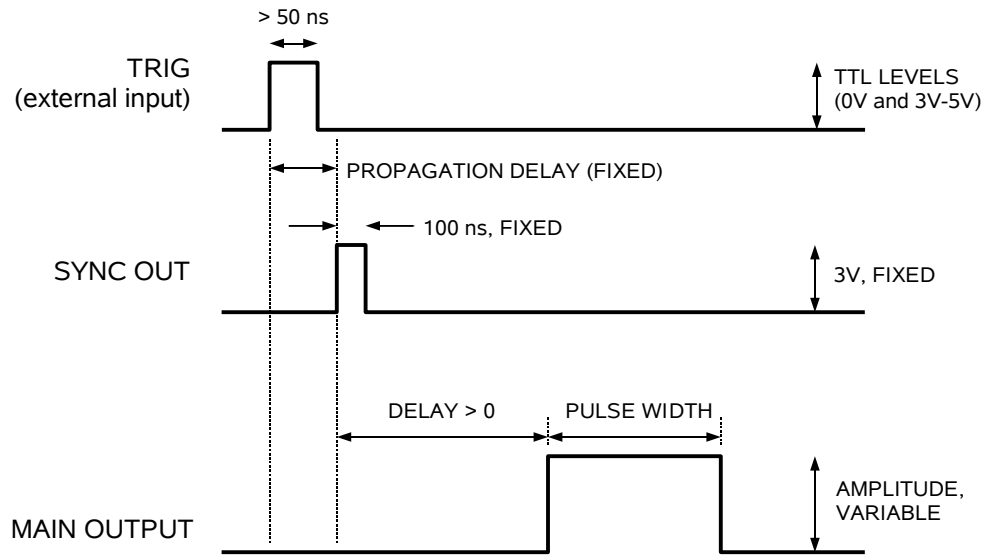 > 50 ns
TRIG
(external input)
TTL LEVELS
(0V and 3V-5V)
PROPAGATION DELAY (FIXED)
100 ns, FIXED
SYNC OUT
3V, FIXED
DELAY > 0
PULSE WIDTH
MAIN OUTPUT
AMPLITUDE,
VARIABLE